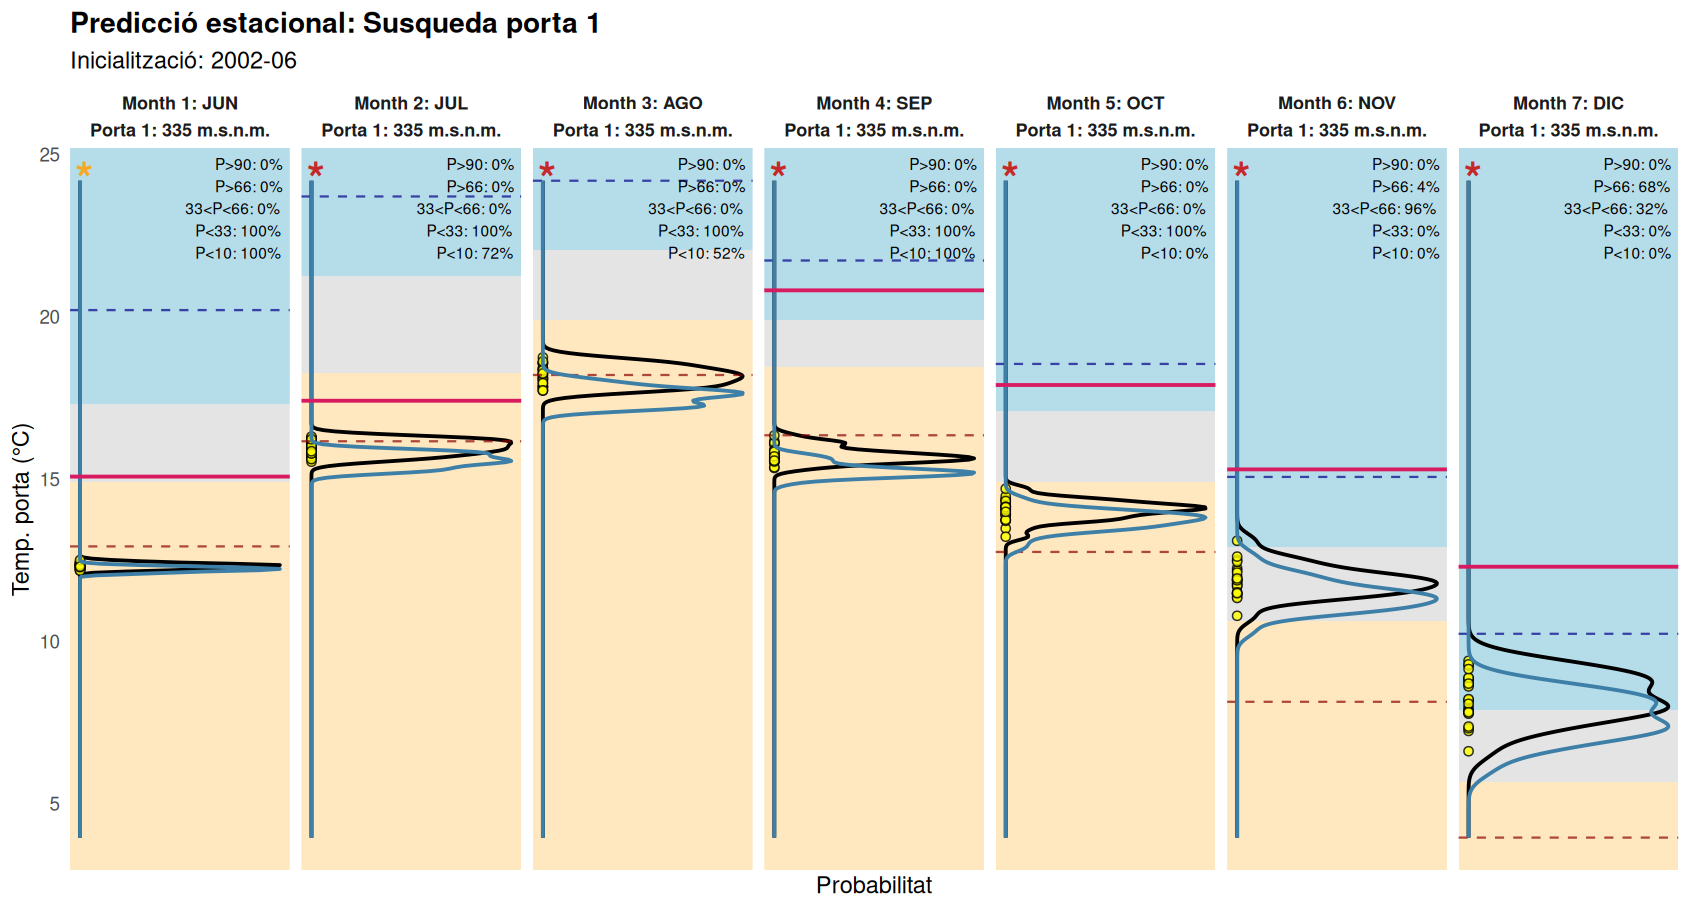 Predicció estacional: Susqueda porta 1
Inicialització: 2002-06
Month 1: JUN
Porta 1: 335 m.s.n.m.
Month 2: JUL
Porta 1: 335 m.s.n.m.
Month 3: AGO
Porta 1: 335 m.s.n.m.
Month 4: SEP
Porta 1: 335 m.s.n.m.
Month 5: OCT
Porta 1: 335 m.s.n.m.
Month 6: NOV
Porta 1: 335 m.s.n.m.
Month 7: DIC
Porta 1: 335 m.s.n.m.
Temp. porta (°C)
25
20
15
10
5
*
P>90: 0%
P>66: 0%
33<P<66: 0%
P<33: 100%
P<10: 100%
*
P>90: 0%
P>66: 0%
33<P<66: 0%
P<33: 100%
P<10: 72%
*
P>90: 0%
P>66: 0%
33<P<66: 0%
P<33: 100%
P<10: 52%
*
P>90: 0%
P>66: 0%
33<P<66: 0%
P<33: 100%
P<10: 100%
*
P>90: 0%
P>66: 0%
33<P<66: 0%
P<33: 100%
P<10: 0%
*
P>90: 0%
P>66: 4%
33<P<66: 96%
P<33: 0%
P<10: 0%
*
P>90: 0%
P>66: 68%
33<P<66: 32%
P<33: 0%
P<10: 0%
Probabilitat